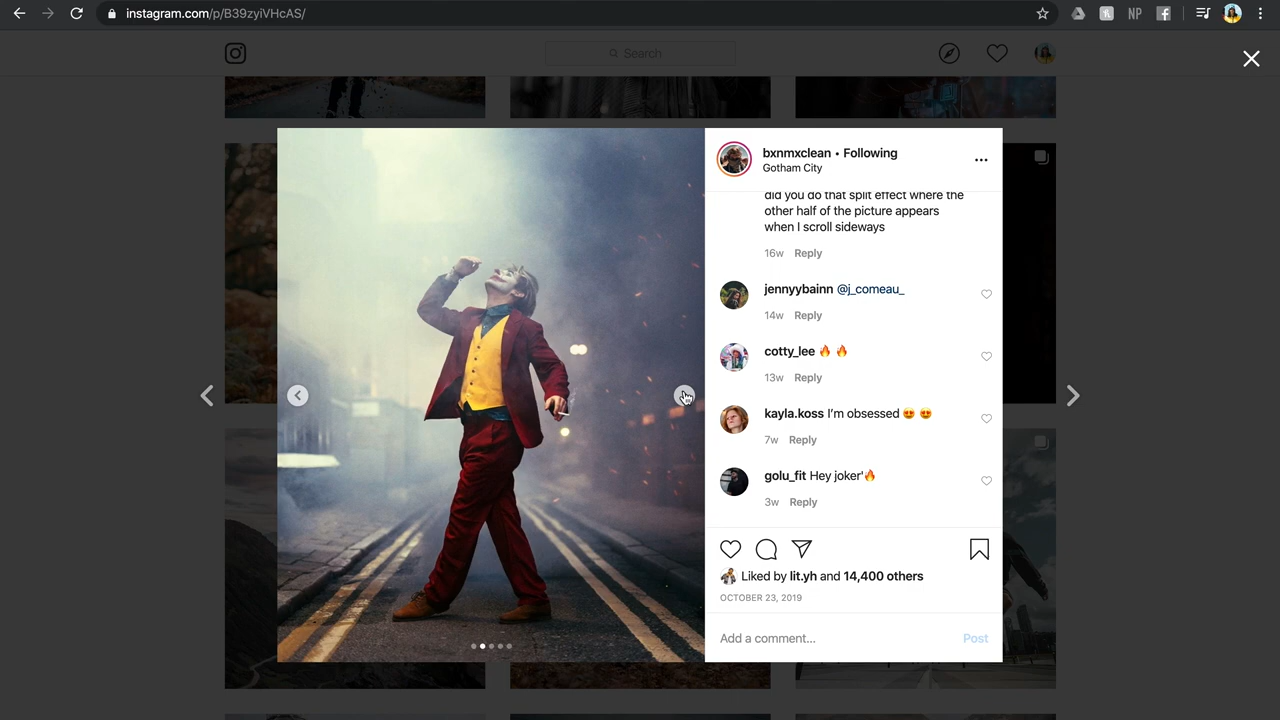 instagram.com/p/B39zyiVHcAS/
NP
Search
bxnmxclean • Following
Gotham City
did you do that split effect where the
other half of the picture appears
when I scroll sideways
16w Reply
jennyybainn @j_comeau_
14w Reply
cotty_lee 🔥 🔥
13w Reply
kayla.koss I’m obsessed 😍 😍
7w Reply
golu_fit Hey joker'🔥
3w Reply
Liked by lit.yh and 14,400 others
OCTOBER 23, 2019
Add a comment... Post